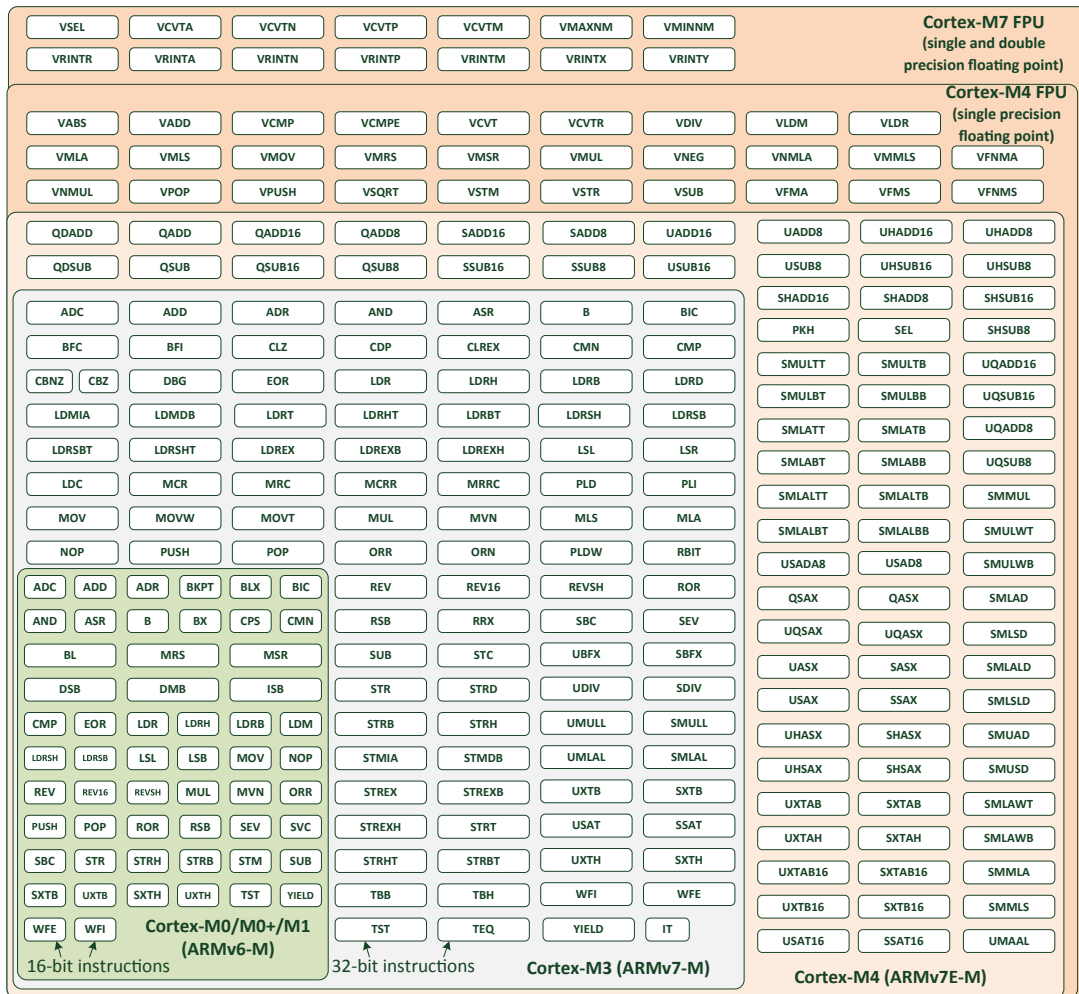 VSEL VCVTA VCVTN VCVTP VCVTM VMAXNM VMINNM
Cortex-M7 FPU
(single and double
precision floating point)
VRINTR VRINTA VRINTN VRINTP VRINTM VRINTX VRINTY
Cortex-M4 FPU
(single precision
floating point)
VABS VADD VCMP VCMPE VCVT VCVTR VDIV VLDM VLDR
VMLA VMLS VMOV VMRS VMSR VMUL VNEG VNMLA VMMLS VFNMA
VNMUL VPOP VPUSH VSQRT VSTM VSTR VSUB VFMA VFMS VFNMS
QDADD QADD QADD16 QADD8 SADD16 SADD8 UADD16 UADD8 UHADD16 UHADD8
QDSUB QSUB QSUB16 QSUB8 SSUB16 SSUB8 USUB16 USUB8 UHSUB16 UHSUB8
ADC ADD ADR AND ASR B BIC SHADD16 SHADD8 SHSUB16
BFC BFI CLZ CDP CLREX CMN CMP PKH SEL SHSUB8
CBNZ CBZ DBG EOR LDR LDRH LDRB LDRD SMULTT SMULTB UQADD16
LDMIA LDMDB LDRT LDRHT LDRBT LDRSH LDRSB SMULBT SMULBB UQSUB16
LDRSBT LDRSHT LDREX LDREXB LDREXH LSL LSR SMLATT SMLATB UQADD8
LDC MCR MRC MCRR MRRC PLD PLI SMLABT SMLABB UQSUB8
MOV MOVW MOVT MUL MVN MLS MLA SMLALTT SMLALTB SMMUL
NOP PUSH POP ORR ORN PLDW RBIT SMLALBT SMLALBB SMULWT
ADC ADD ADR BKPT BLX BIC REV REV16 REVSH ROR USADA8 USAD8 SMULWB
AND ASR B BX CPS CMN RSB RRX SBC SEV QSAX QASX SMLAD
BL MRS MSR SUB STC UBFX SBFX UQSAX UQASX SMLSD
DSB DMB ISB STR STRD UDIV SDIV UASX SASX SMLALD
CMP EOR LDR LDRH LDRB LDM STRB STRH UMULL SMULL USAX SSAX SMLSLD
LDRSH LDRSB LSL LSB MOV NOP STMIA STMDB UMLAL SMLAL UHASX SHASX SMUAD
REV REV16 REVSH MUL MVN ORR STREX STREXB UXTB SXTB UHSAX SHSAX SMUSD
PUSH POP ROR RSB SEV SVC STREXH STRT USAT SSAT UXTAB SXTAB SMLAWT
SBC STR STRH STRB STM SUB STRHT STRBT UXTH SXTH UXTAH SXTAH SMLAWB
SXTB UXTB SXTH UXTH TST YIELD TBB TBH WFI WFE UXTAB16 SXTAB16 SMMLA
WFE WFI TST TEQ YIELD IT UXTB16 SXTB16 SMMLS
Cortex-M0/M0+/M1
(ARMv6-M)
USAT16 SSAT16 UMAAL
16-bit instructions
32-bit instructions
Cortex-M3 (ARMv7-M)
Cortex-M4 (ARMv7E-M)